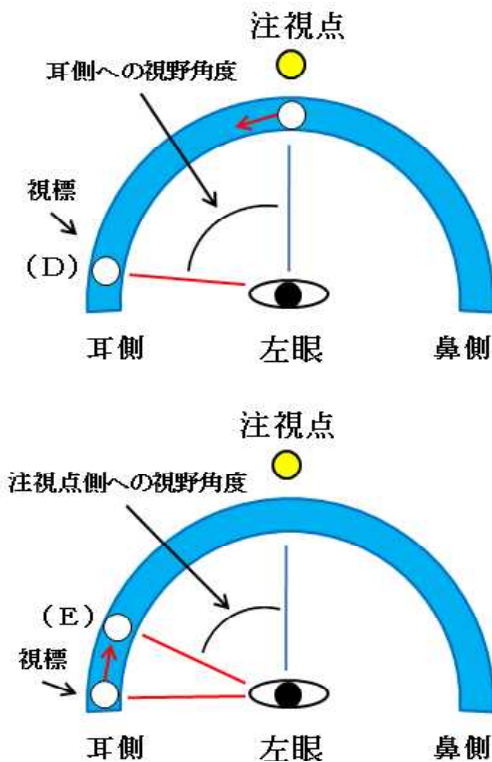 注視点
耳側への視野角度
視標
(D)
耳側 左眼 鼻側
注視点
注視点側への視野角度
(E)
視標
耳側 左眼 鼻側